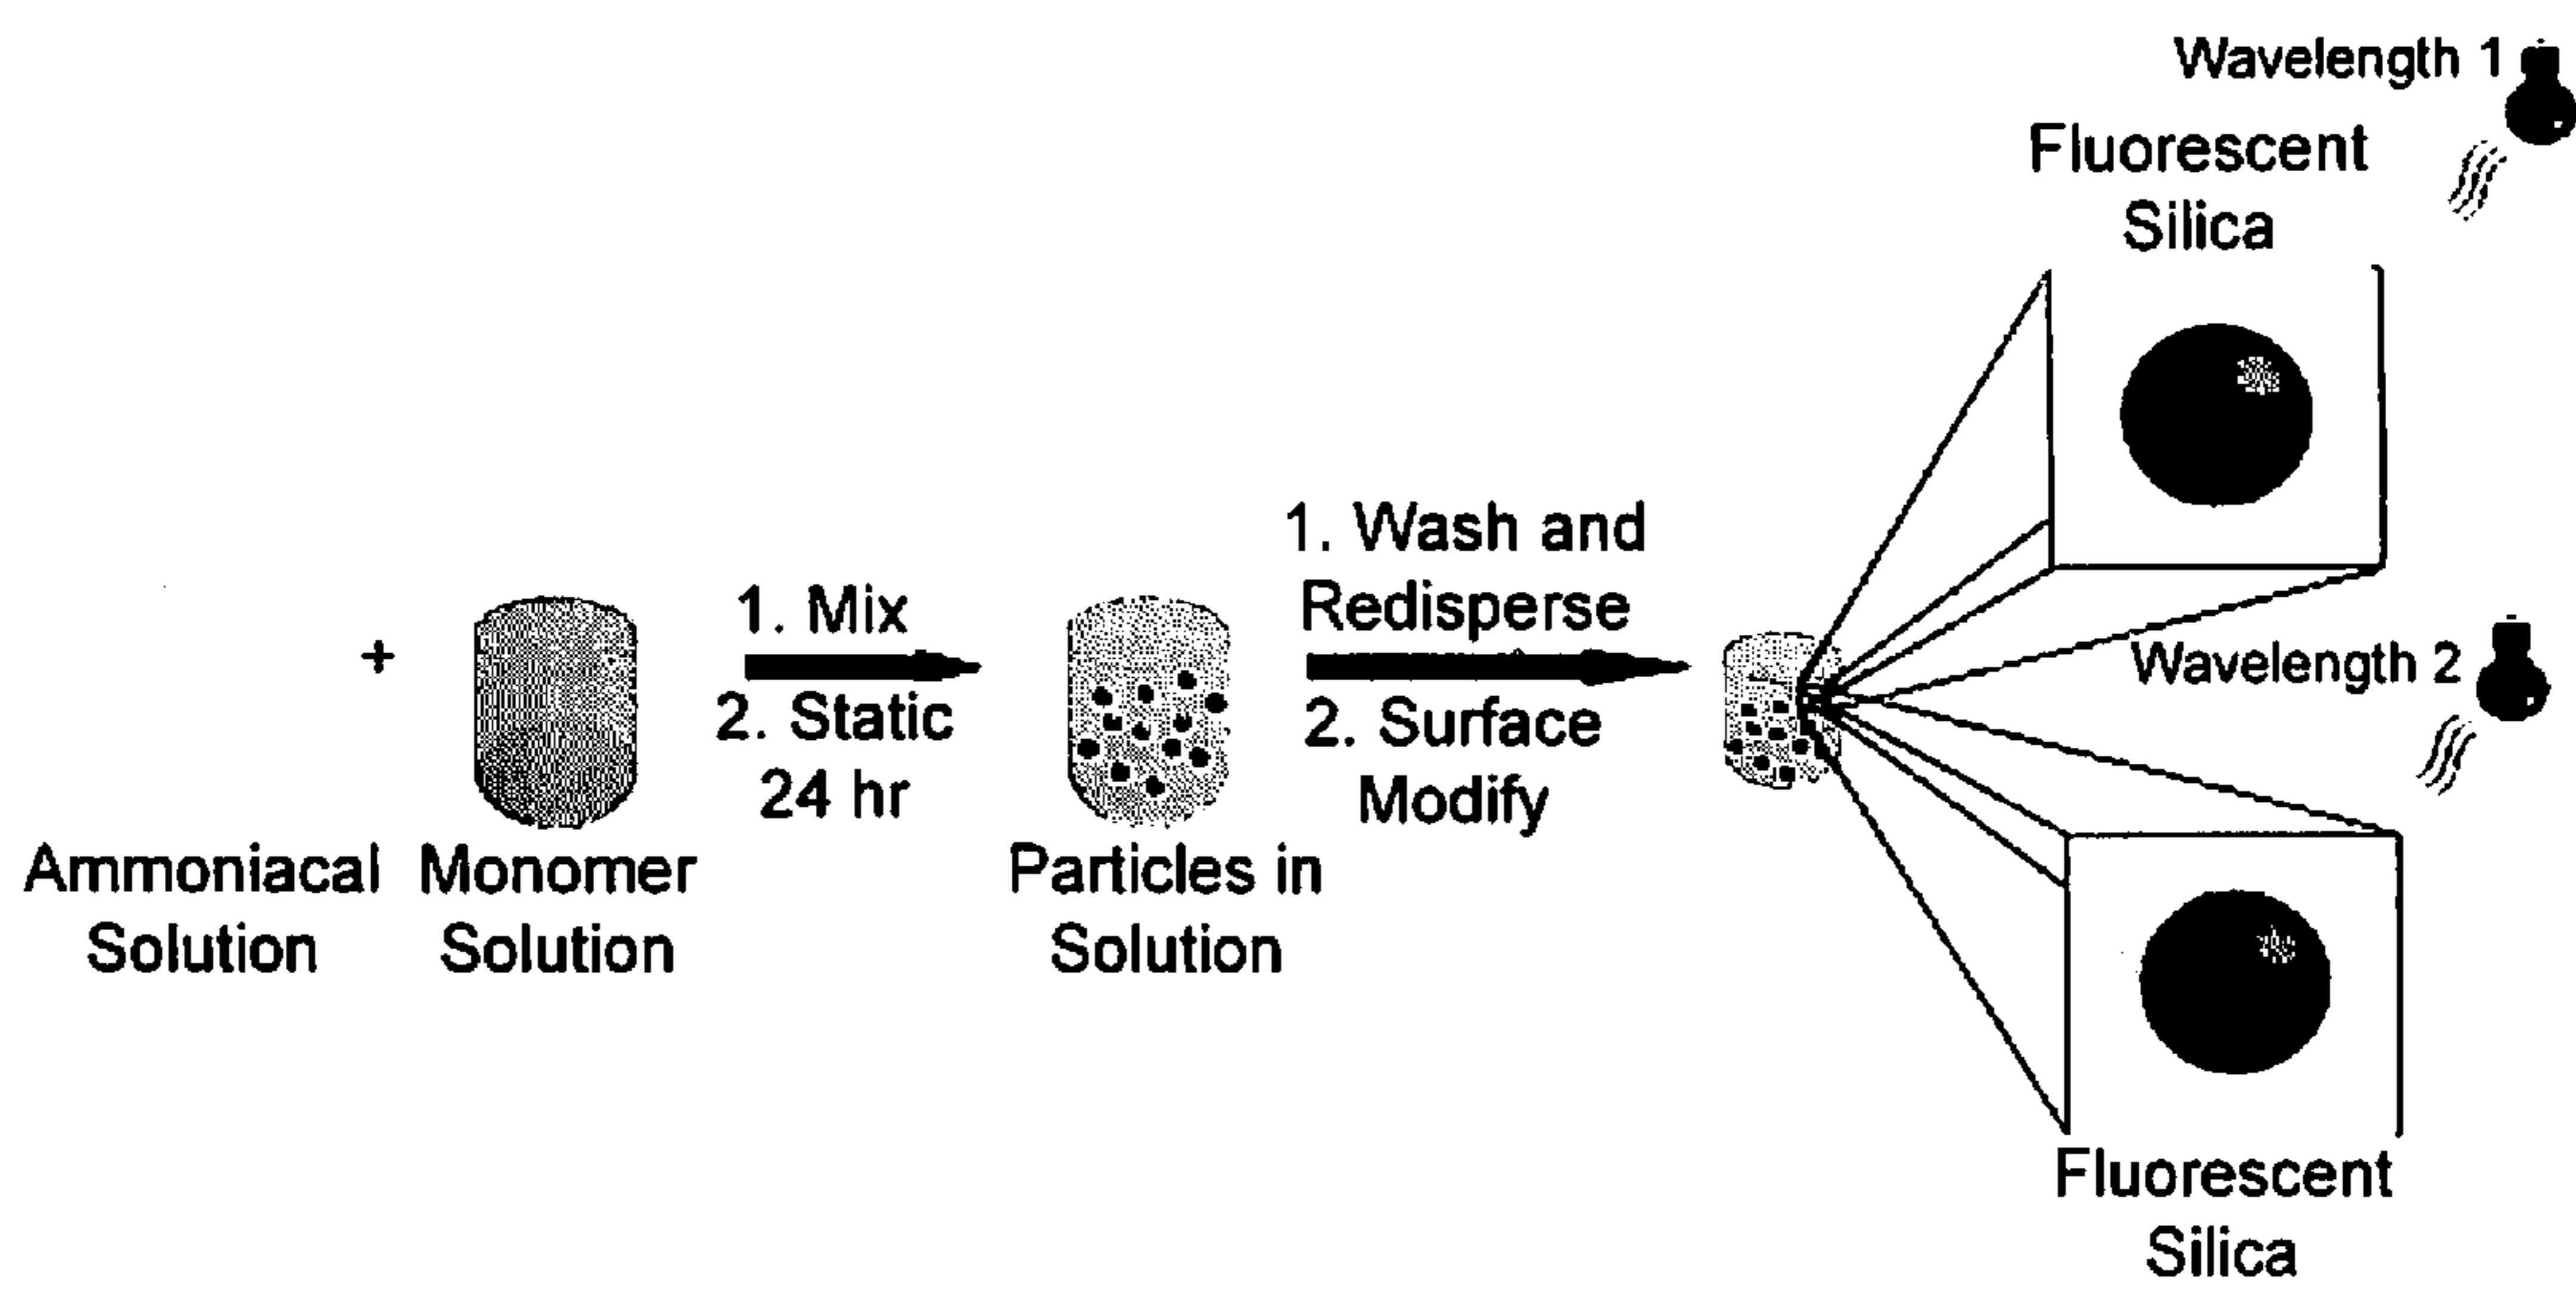 Wavelength 1
Fluorescent
Silica
1. Wash and
Redisperse
2. Surface
Modify
1. Mix
2. Static
24 hr
+
Wavelength 2
Ammoniacal
Solution
Monomer
Solution
Particles in
Solution
Fluorescent
Silica